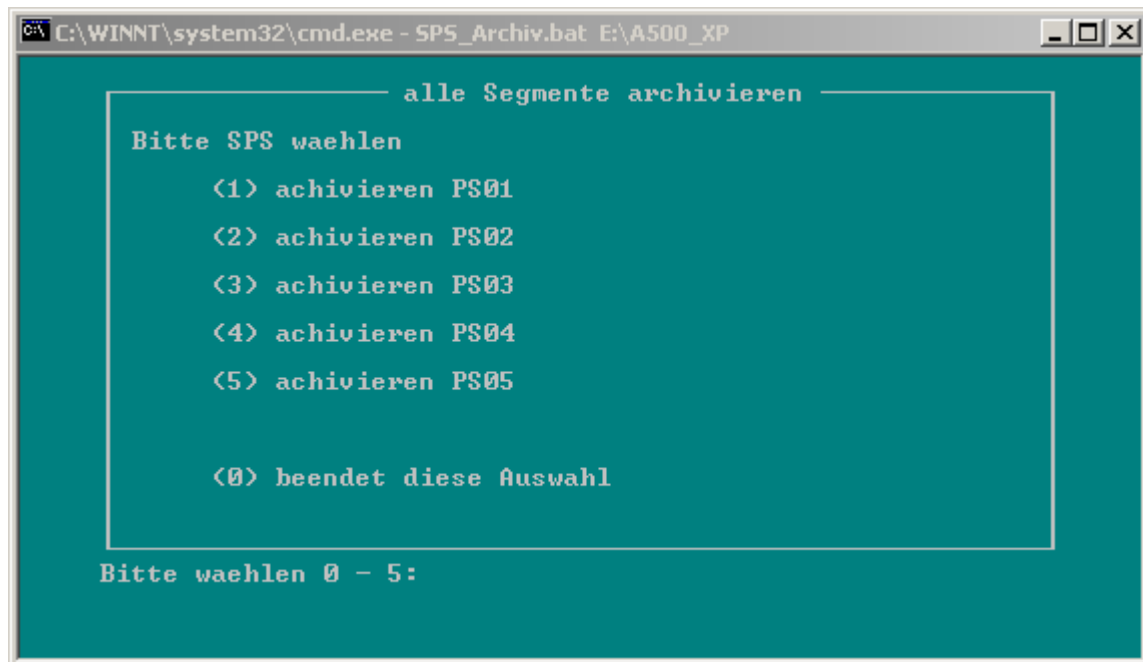 C:\WINNT\system32\cmd.exe - SPS_Archiv.bat E:\A500_XP
alle Segmente archivieren
Bitte SPS waehlen
(1) achivieren PS01
(2) achivieren PS02
(3) achivieren PS03
(4) achivieren PS04
(5) achivieren PS05
(0) beendet diese Auswahl
Bitte waehlen 0 - 5: